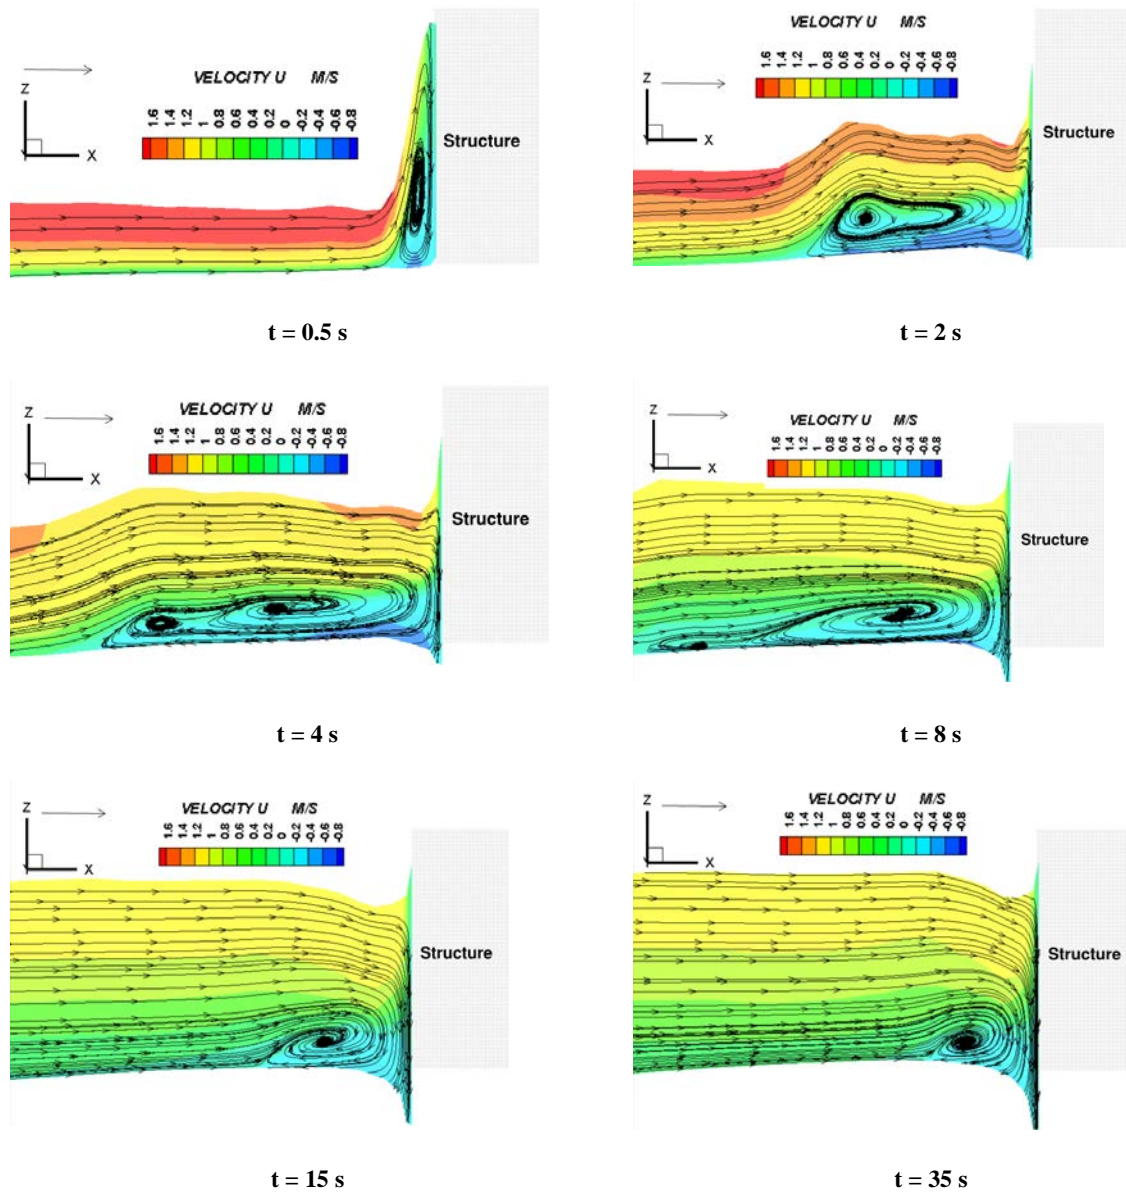 VELOCITY U M/S
1.6 1.4 1.2 1 0.8 0.6 0.4 0.2 0 -0.2 -0.4 -0.6 -0.8
Z
X
Structure
t = 0.5 s
VELOCITY U M/S
1.6 1.4 1.2 1 0.8 0.6 0.4 0.2 0 -0.2 -0.4 -0.6 -0.8
Z
X
Structure
t = 2 s
VELOCITY U M/S
1.6 1.4 1.2 1 0.8 0.6 0.4 0.2 0 -0.2 -0.4 -0.6 -0.8
Z
X
Structure
t = 4 s
VELOCITY U M/S
1.6 1.4 1.2 1 0.8 0.6 0.4 0.2 0 -0.2 -0.4 -0.6 -0.8
Z
X
Structure
t = 8 s
VELOCITY U M/S
1.6 1.4 1.2 1 0.8 0.6 0.4 0.2 0 -0.2 -0.4 -0.6 -0.8
Z
X
Structure
t = 15 s
VELOCITY U M/S
1.6 1.4 1.2 1 0.8 0.6 0.4 0.2 0 -0.2 -0.4 -0.6 -0.8
Z
X
Structure
t = 35 s